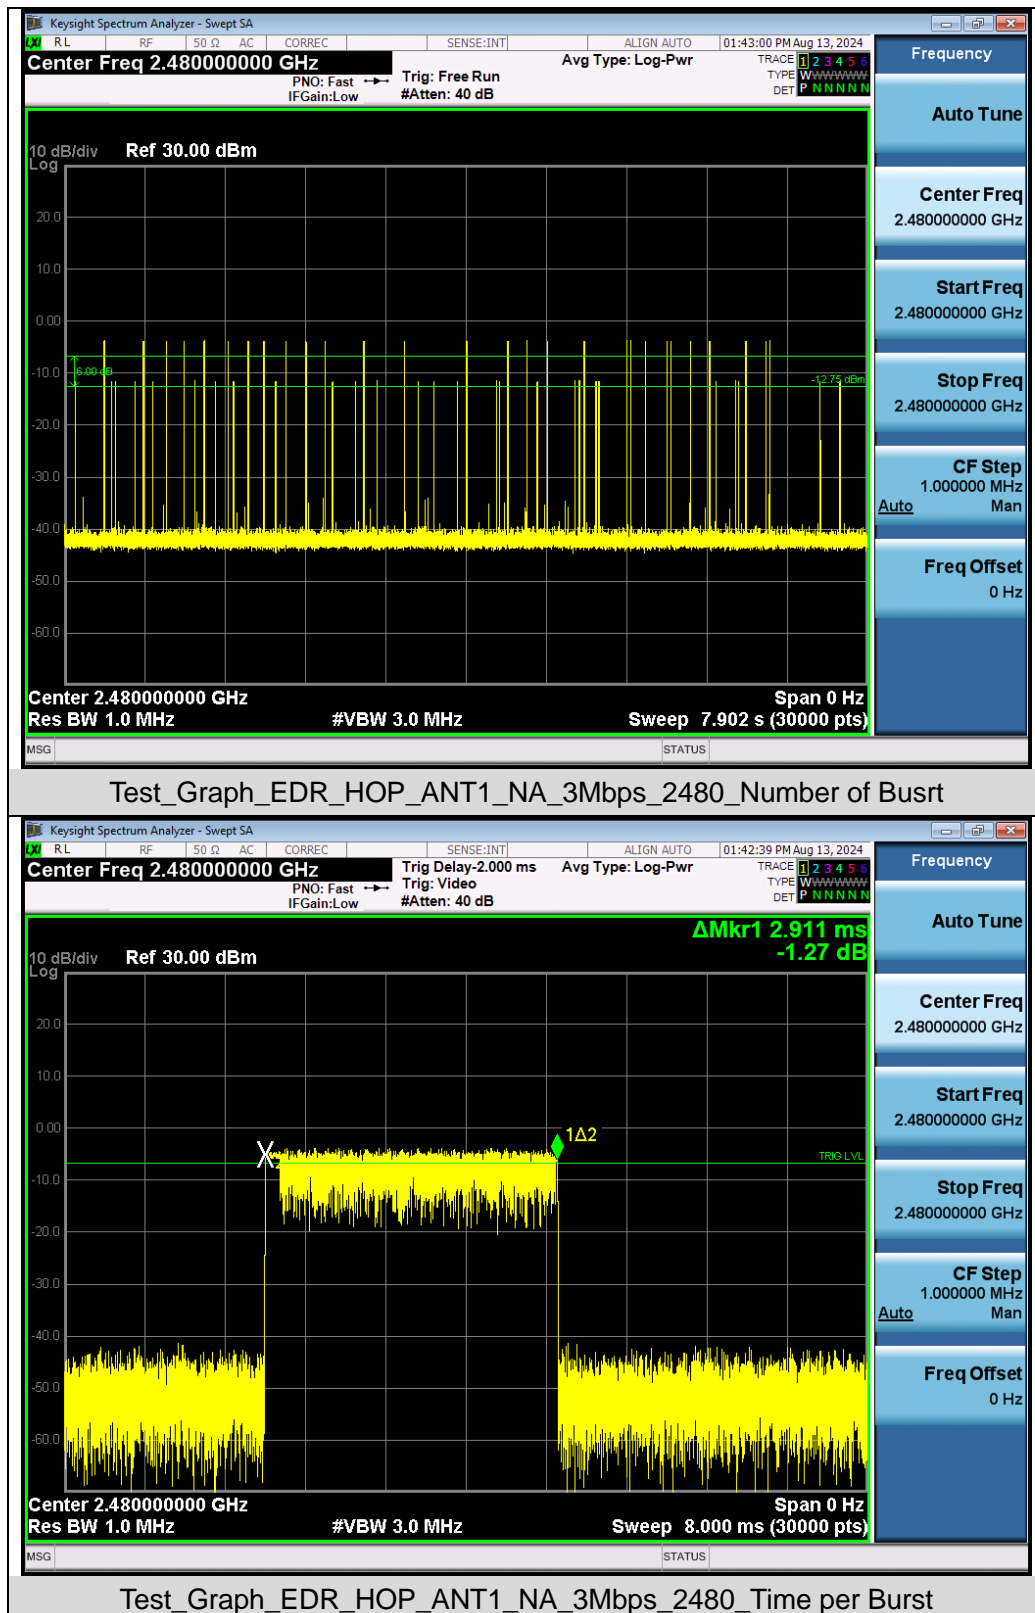 Keysight Spectrum Analyzer - Swept SA
LXI RL RF 50 Ω AC CORREC SENSE:INT ALIGN AUTO 01:43:00 PM Aug 13, 2024
Center Freq 2.480000000 GHz
PNO: Fast
IFGain:Low
Trig: Free Run
#Atten: 40 dB
Avg Type: Log-Pwr
TRACE 1 2 3 4 5 6
TYPE WWWWWW
DET P N N N N N
10 dB/div Ref 30.00 dBm
Log
20.0
10.0
0.00
6.00 dB
-12.75 dBm
-10.0
-20.0
-30.0
-40.0
-50.0
-60.0
Center 2.480000000 GHz Span 0 Hz
Res BW 1.0 MHz #VBW 3.0 MHz Sweep 7.902 s (30000 pts)
MSG STATUS
Frequency
Auto Tune
Center Freq
2.480000000 GHz
Start Freq
2.480000000 GHz
Stop Freq
2.480000000 GHz
CF Step
1.000000 MHz
Auto Man
Freq Offset
0 Hz
Test_Graph_EDR_HOP_ANT1_NA_3Mbps_2480_Number of Busrt
Keysight Spectrum Analyzer - Swept SA
LXI RL RF 50 Ω AC CORREC SENSE:INT ALIGN AUTO 01:42:39 PM Aug 13, 2024
Center Freq 2.480000000 GHz
PNO: Fast
IFGain:Low
Trig Delay-2.000 ms
Trig: Video
#Atten: 40 dB
Avg Type: Log-Pwr
TRACE 1 2 3 4 5 6
TYPE WWWWWW
DET P N N N N N
ΔMkr1 2.911 ms
-1.27 dB
10 dB/div Ref 30.00 dBm
Log
20.0
10.0
0.00
1Δ2
TRIG LVL
-10.0
-20.0
-30.0
-40.0
-50.0
-60.0
Center 2.480000000 GHz Span 0 Hz
Res BW 1.0 MHz #VBW 3.0 MHz Sweep 8.000 ms (30000 pts)
MSG STATUS
Frequency
Auto Tune
Center Freq
2.480000000 GHz
Start Freq
2.480000000 GHz
Stop Freq
2.480000000 GHz
CF Step
1.000000 MHz
Auto Man
Freq Offset
0 Hz
Test_Graph_EDR_HOP_ANT1_NA_3Mbps_2480_Time per Burst